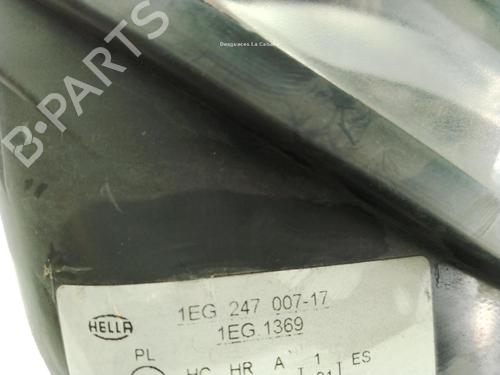 Desguaces La Cabaña
B-PARTS
HELLA
1EG 247 007-17
1EG 1369
PL
HC HR A 1 ES